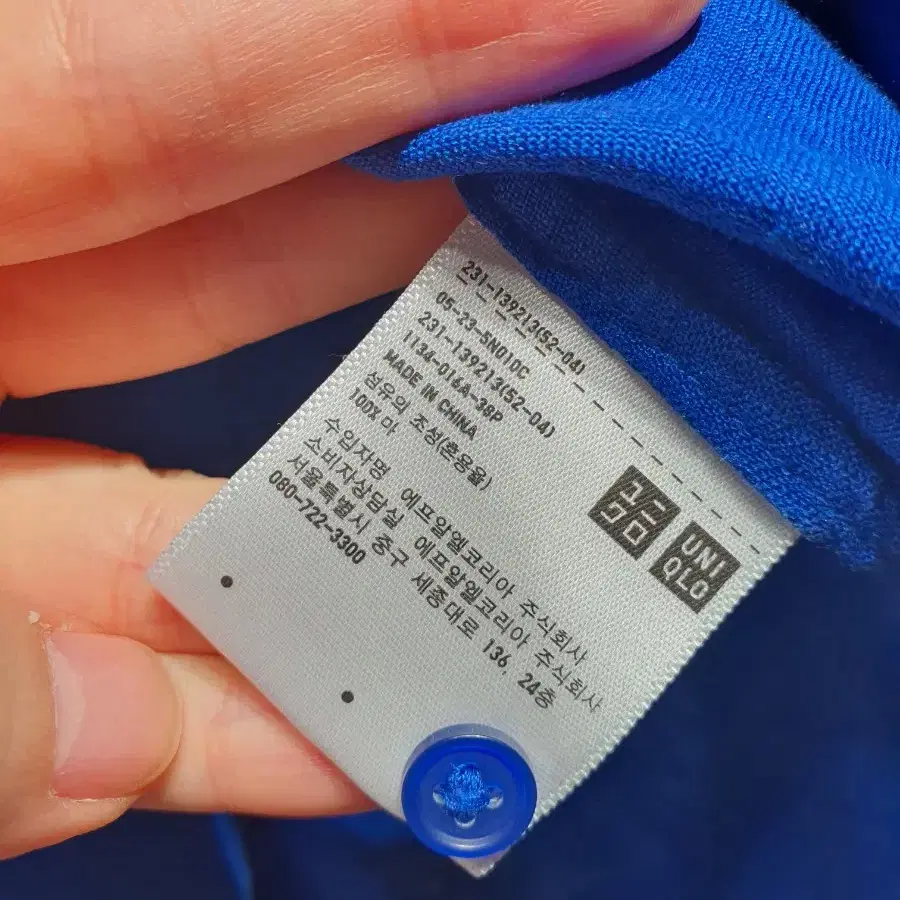 231-139213(52-04)
05-23-SN010C
231-139213(52-04)
1134-016A-38P
MADE IN CHINA
섬유의 조성(혼용율)
100% 마
수입자명 에프알엘코리아 주식회사
소비자상담실 에프알엘코리아 주식회사
서울특별시 중구 세종대로 136, 24층
080-722-3300
유니
클로
UNI
QLO